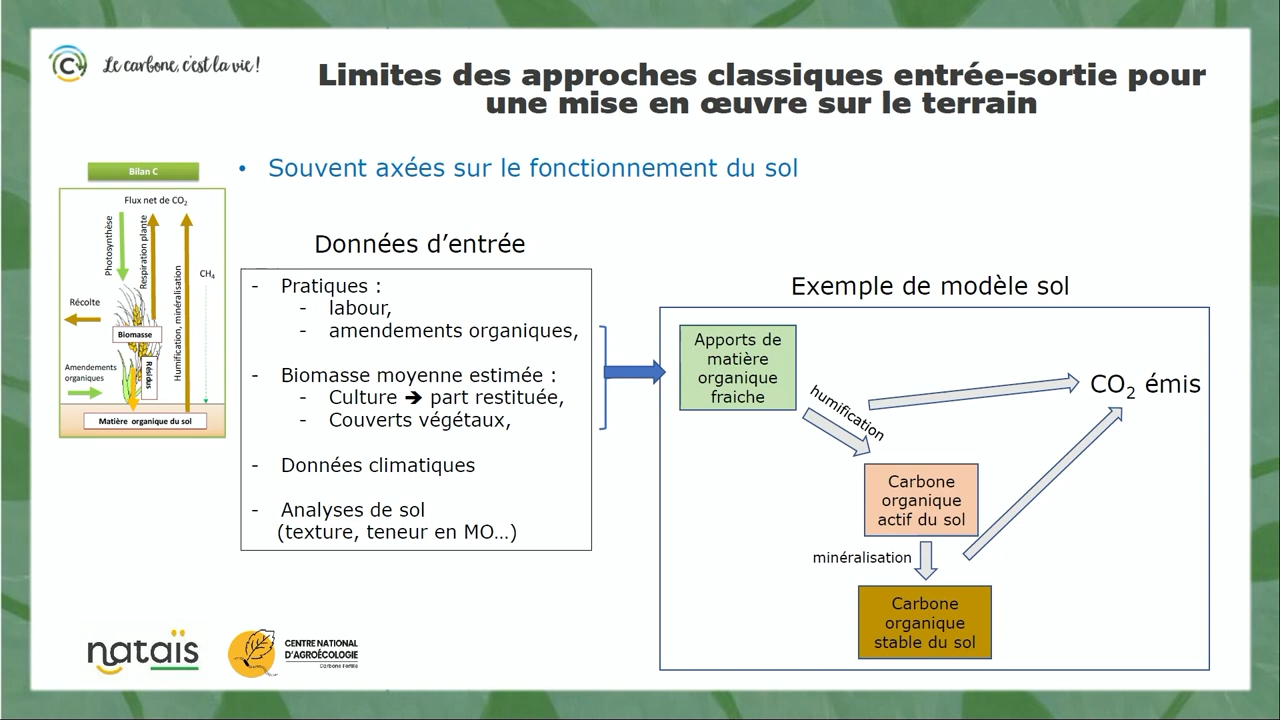 C
Le carbone, c'est la vie !
Limites des approches classiques entrée-sortie pour
une mise en œuvre sur le terrain
• Souvent axées sur le fonctionnement du sol
Bilan C
Flux net de CO2
Photosynthèse
Respiration plante
Humification, minéralisation
CH4
Récolte
Biomasse
Résidus
Amendements
organiques
Matière organique du sol
Données d'entrée
- Pratiques :
- labour,
- amendements organiques,
- Biomasse moyenne estimée :
- Culture ➔ part restituée,
- Couverts végétaux,
- Données climatiques
- Analyses de sol
(texture, teneur en MO…)
Exemple de modèle sol
Apports de
matière
organique
fraiche
humification
CO2 émis
Carbone
organique
actif du sol
minéralisation
Carbone
organique
stable du sol
nataïs
CENTRE NATIONAL
D'AGROÉCOLOGIE
Carbone Fertile